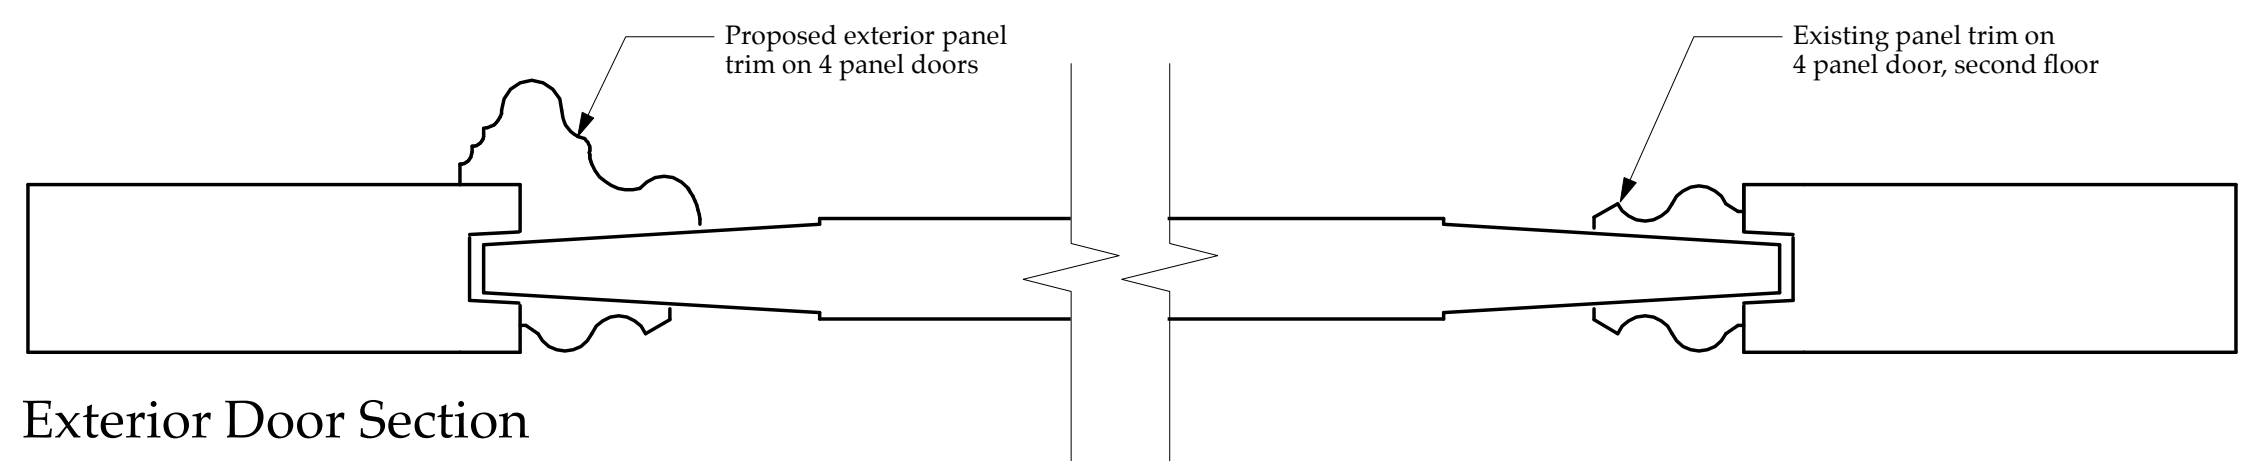 Proposed exterior panel
trim on 4 panel doors
Existing panel trim on
4 panel door, second floor
Exterior Door Section